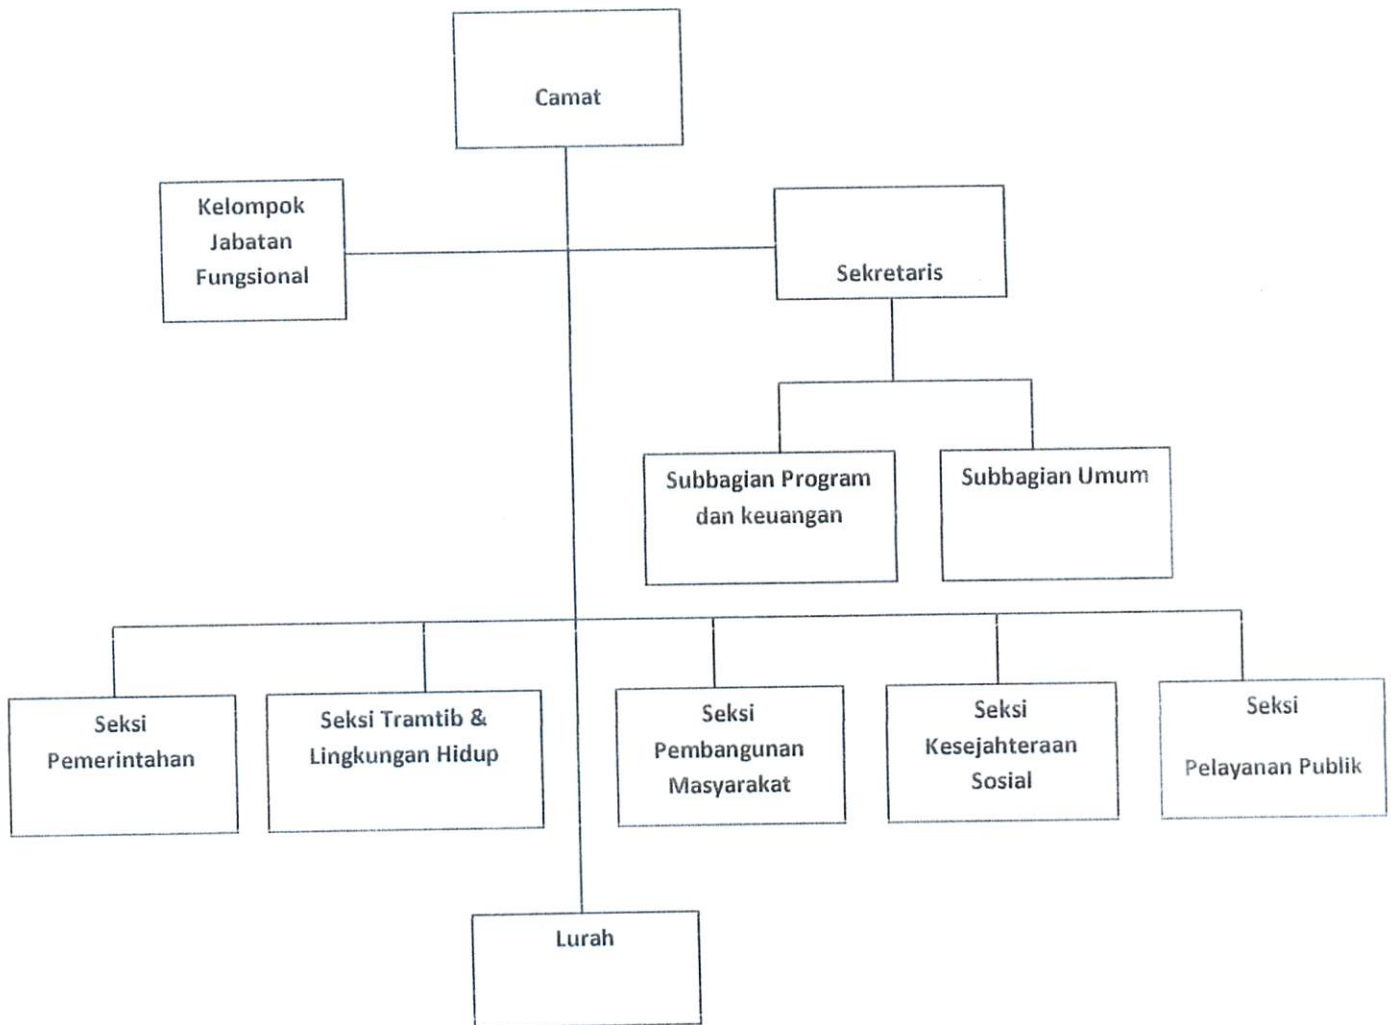 Camat
Kelompok
Jabatan
Fungsional
Sekretaris
Subbagian Program
dan keuangan
Subbagian Umum
Seksi
Pemerintahan
Seksi Tramtib &
Lingkungan Hidup
Seksi
Pembangunan
Masyarakat
Seksi
Kesejahteraan
Sosial
Seksi
Pelayanan Publik
Lurah